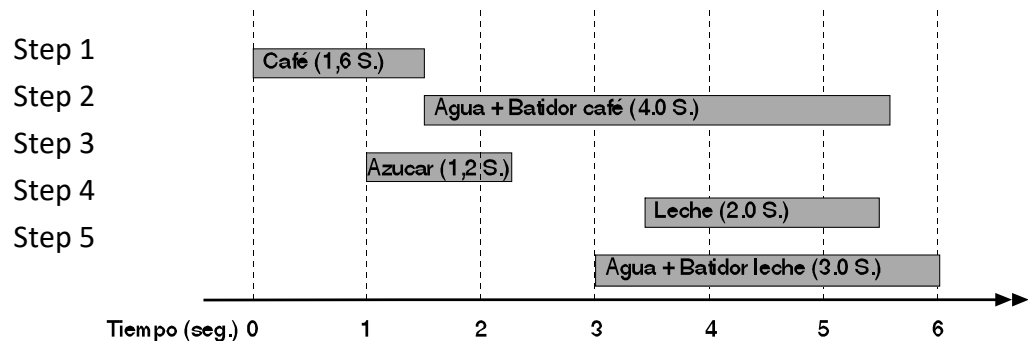 Step 1
Café (1,6 S.)
Step 2
Agua + Batidor café (4.0 S.)
Step 3
Azucar (1,2 S.)
Step 4
Leche (2.0 S.)
Step 5
Agua + Batidor leche (3.0 S.)
Tiempo (seg.) 0 1 2 3 4 5 6